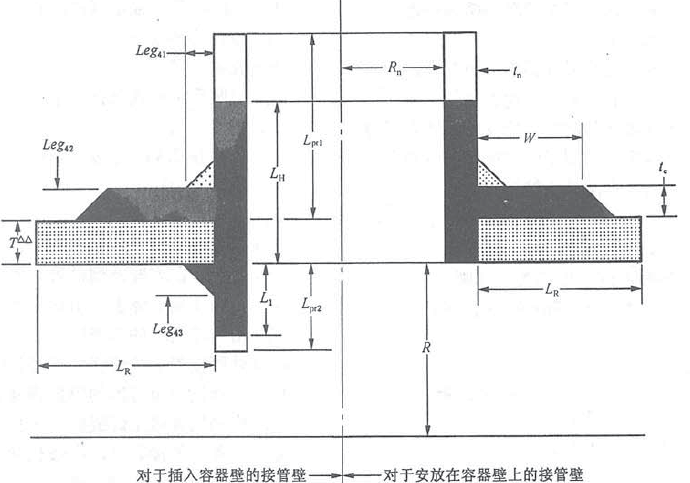 Leg41
Rn
tn
Lpr1
W
Leg42
LH
te
T△△
L1
Lpr2
LR
Leg43
R
LR
对于插入容器壁的接管壁
对于安放在容器壁上的接管壁